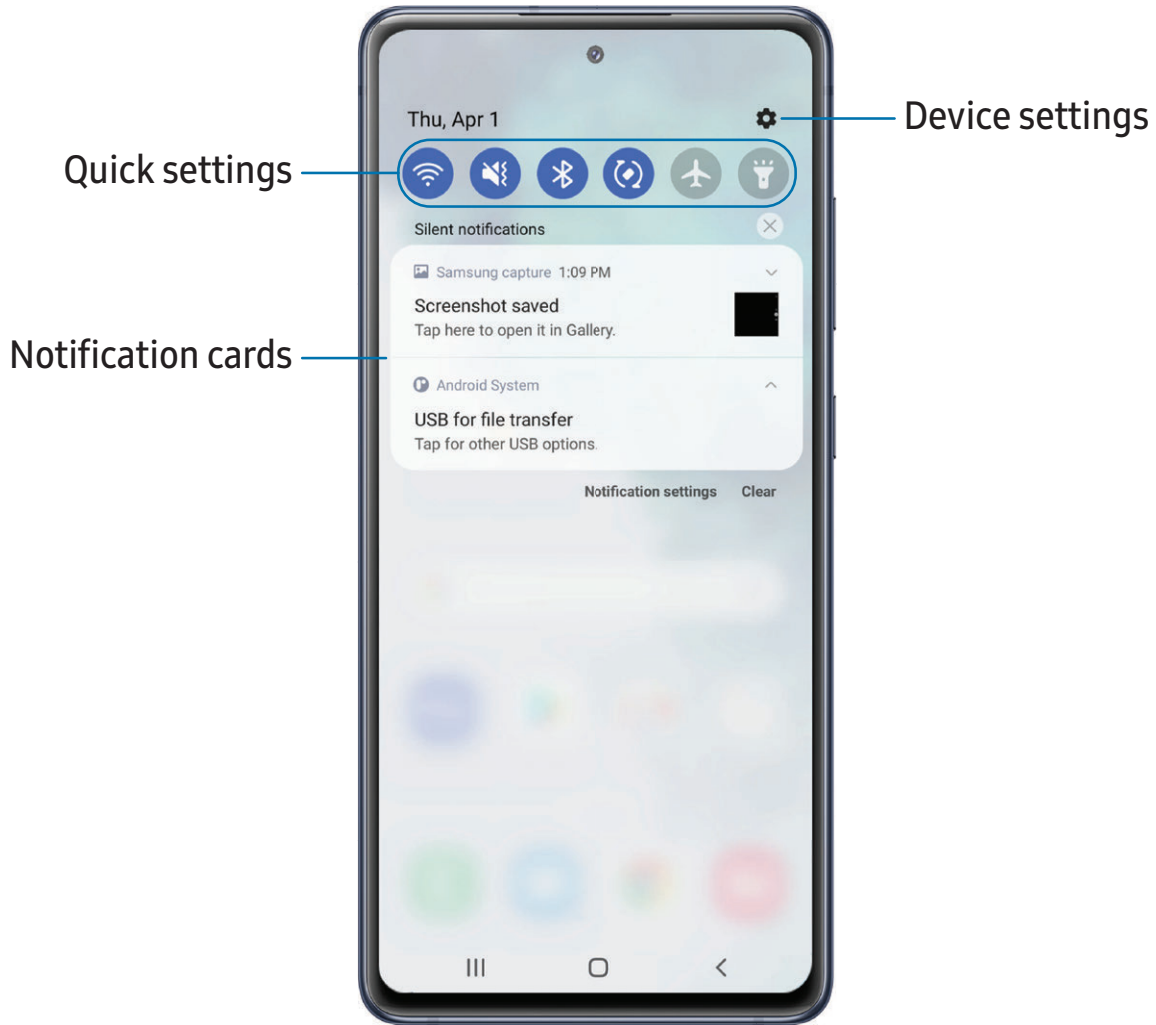 Thu, Apr 1
Device settings
Quick settings
Silent notifications
Samsung capture 1:09 PM
Screenshot saved
Tap here to open it in Gallery.
Notification cards
Android System
USB for file transfer
Tap for other USB options.
Notification settings Clear